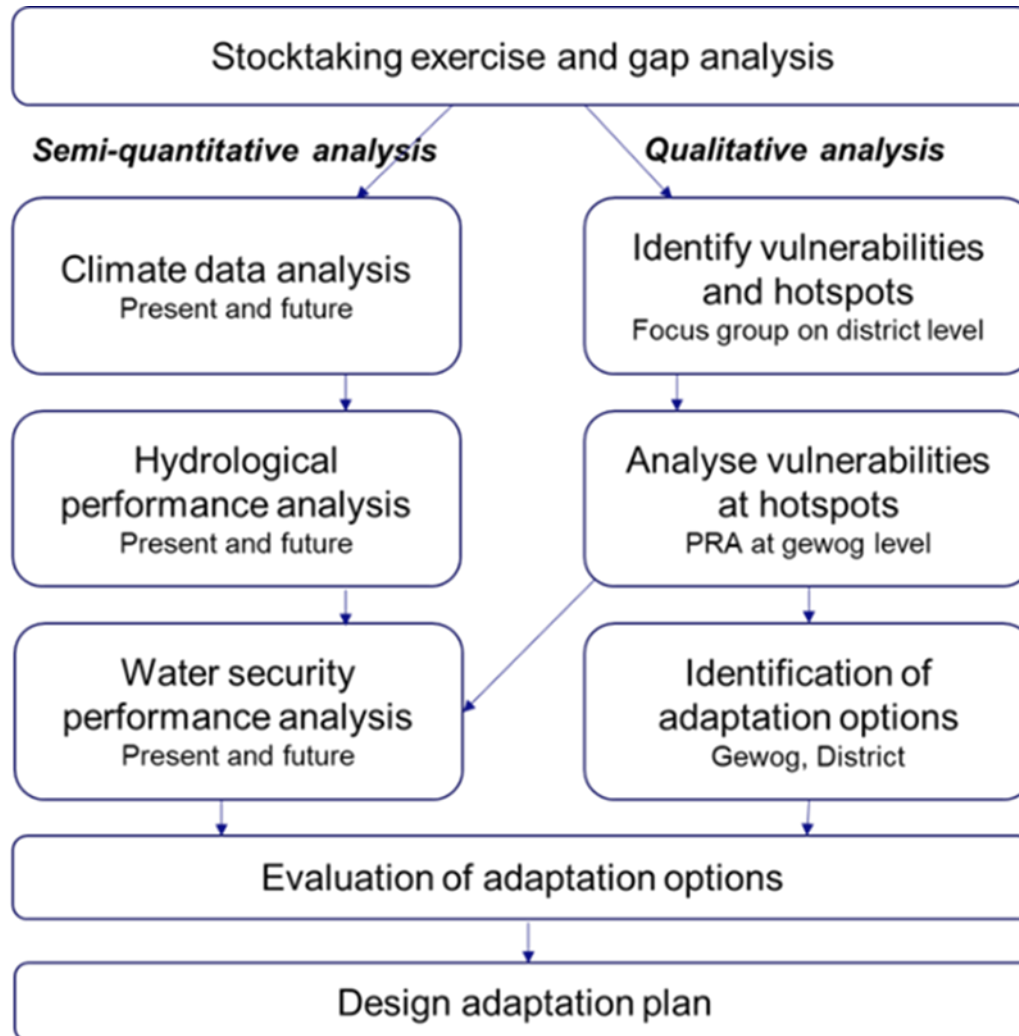 Stocktaking exercise and gap analysis
Semi-quantitative analysis
Qualitative analysis
Climate data analysis
Present and future
Identify vulnerabilities
and hotspots
Focus group on district level
Hydrological
performance analysis
Present and future
Analyse vulnerabilities
at hotspots
PRA at gewog level
Water security
performance analysis
Present and future
Identification of
adaptation options
Gewog, District
Evaluation of adaptation options
Design adaptation plan